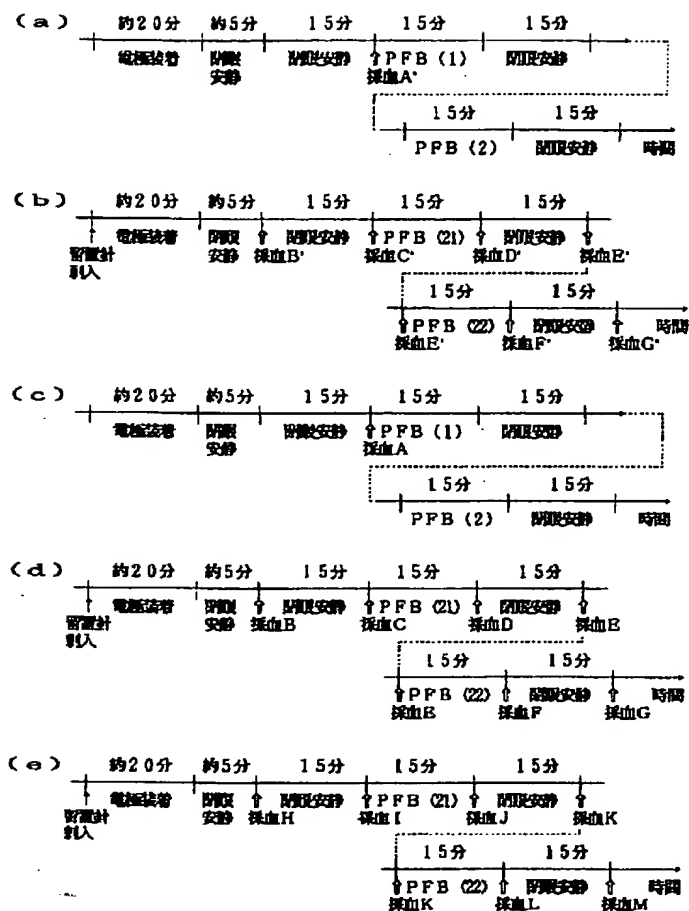 (a) 約20分 約5分 15分 15分 15分
電極装着 閉眼安静 閉眼安静 PFB (1) 閉眼安静
採血A'
15分 15分
PFB (2) 閉眼安静 時間
(b) 約20分 約5分 15分 15分 15分
留置針刺入 電極装着 閉眼安静 採血B' 閉眼安静 採血C' PFB (21) 採血D' 閉眼安静 採血E'
15分 15分
PFB (22) 閉眼安静 時間
採血E' 採血F' 採血G'
(c) 約20分 約5分 15分 15分 15分
電極装着 閉眼安静 閉眼安静 PFB (1) 閉眼安静
採血A
15分 15分
PFB (2) 閉眼安静 時間
(d) 約20分 約5分 15分 15分 15分
留置針刺入 電極装着 閉眼安静 採血B 閉眼安静 採血C PFB (21) 採血D 閉眼安静 採血E
15分 15分
PFB (22) 閉眼安静 時間
採血E 採血F 採血G
(e) 約20分 約5分 15分 15分 15分
留置針刺入 電極装着 閉眼安静 採血H 閉眼安静 採血I PFB (21) 採血J 閉眼安静 採血K
15分 15分
PFB (22) 閉眼安静 時間
採血K 採血L 採血M